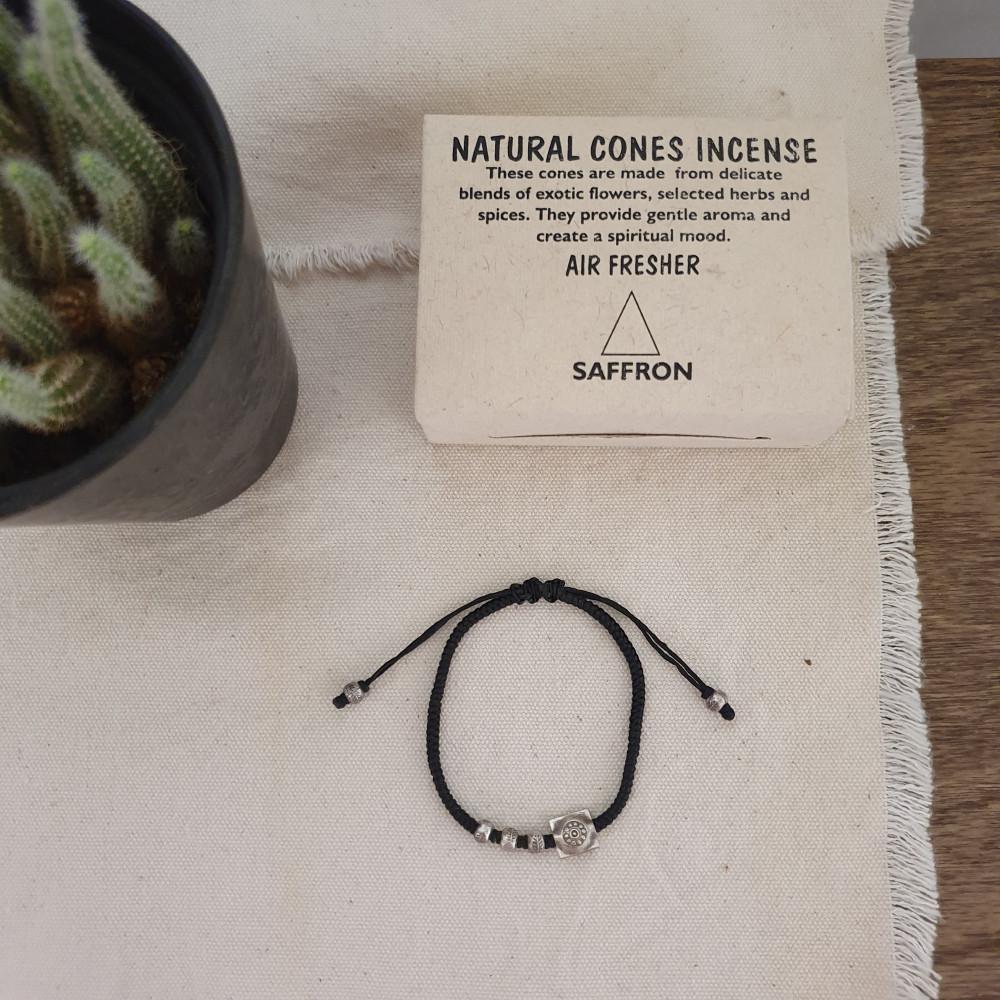 NATURAL CONES INCENSE
These cones are made from delicate
blends of exotic flowers, selected herbs and
spices. They provide gentle aroma and
create a spiritual mood.
AIR FRESHER
SAFFRON